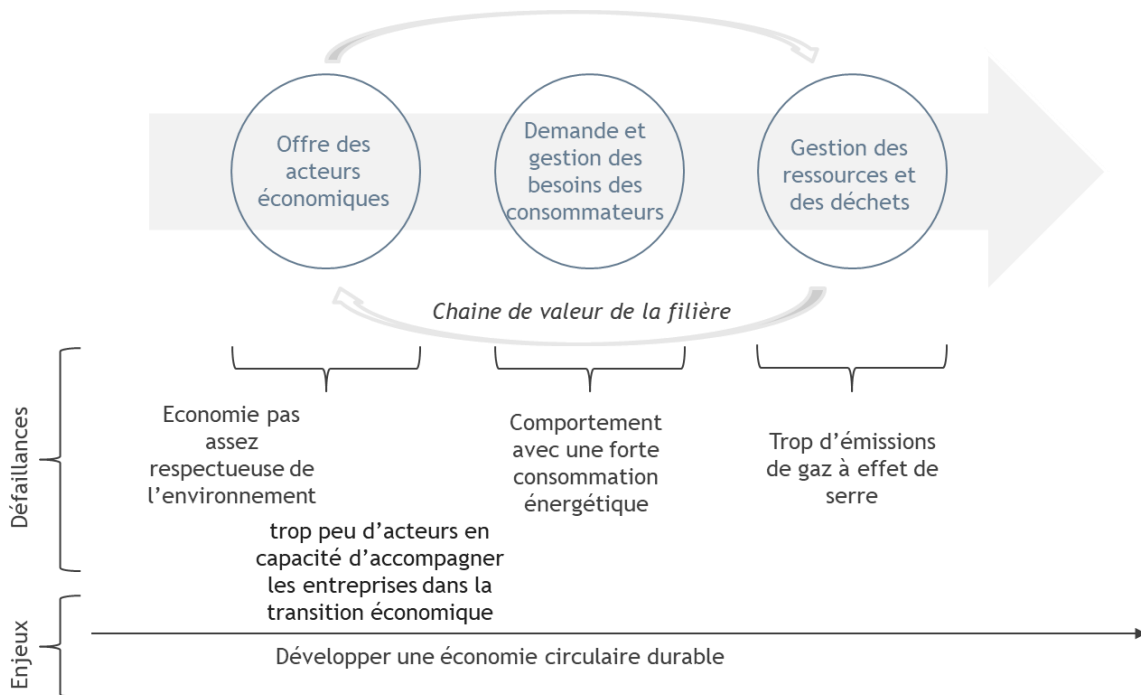 Offre des
acteurs
économiques
Demande et
gestion des
besoins des
consommateurs
Gestion des
ressources et
des déchets
Chaine de valeur de la filière
Défaillances
Economie pas
assez
respectueuse de
l’environnement
Comportement
avec une forte
consommation
énergétique
Trop d’émissions
de gaz à effet de
serre
trop peu d’acteurs en
capacité d’accompagner
les entreprises dans la
transition économique
Enjeux
Développer une économie circulaire durable